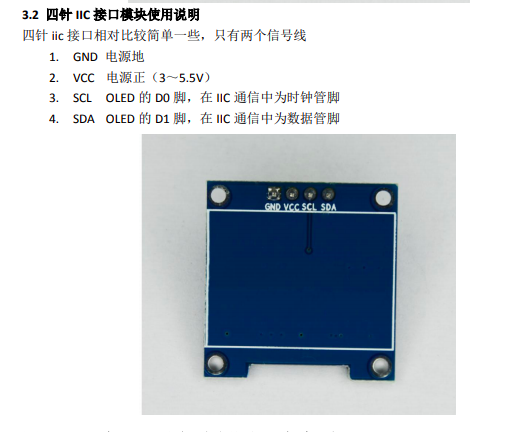 3.2 四针 IIC 接口模块使用说明
四针 iic 接口相对比较简单一些，只有两个信号线
1. GND 电源地
2. VCC 电源正（3～5.5V）
3. SCL OLED 的 D0 脚，在 IIC 通信中为时钟管脚
4. SDA OLED 的 D1 脚，在 IIC 通信中为数据管脚
GND VCC SCL SDA